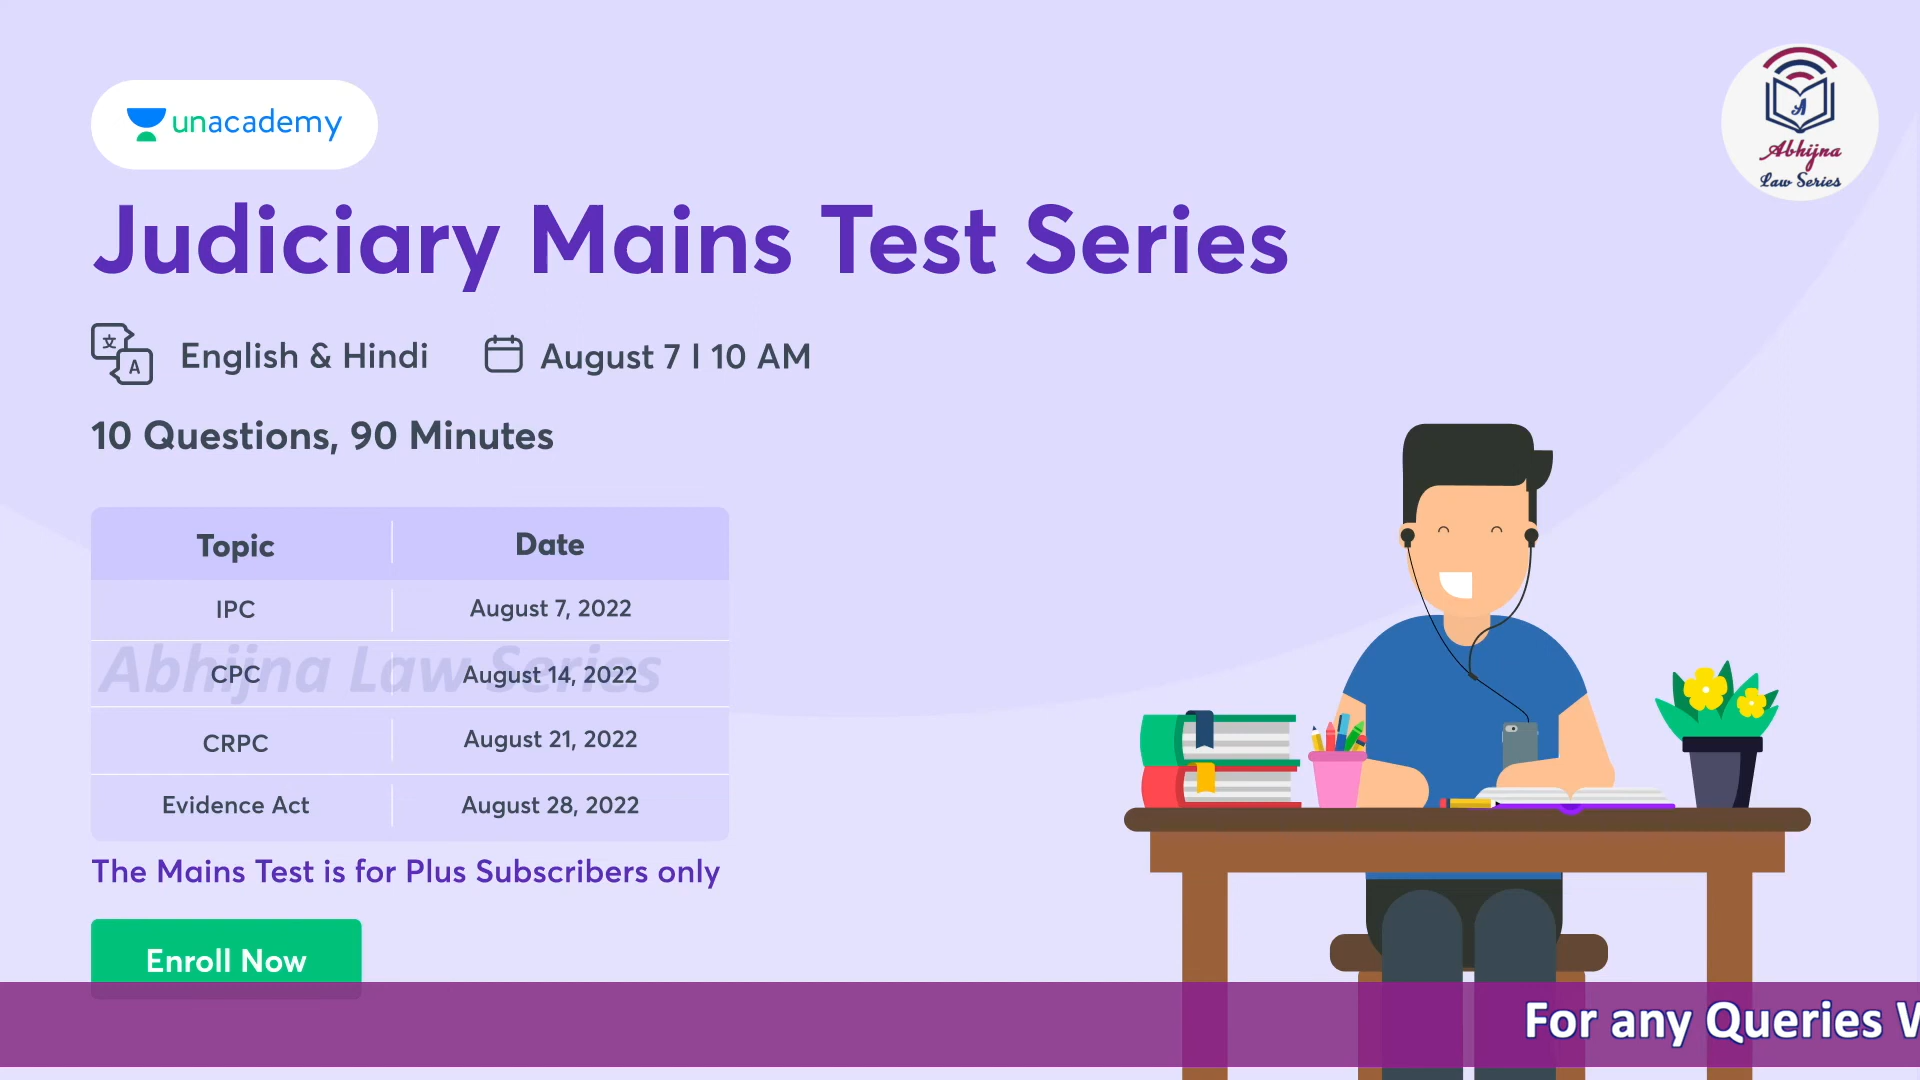 unacademy
A
Abhijna
Law Series
Judiciary Mains Test Series
文
A
English & Hindi
August 7 I 10 AM
10 Questions, 90 Minutes
Topic Date
IPC August 7, 2022
Abhijna Law Series
CPC August 14, 2022
CRPC August 21, 2022
Evidence Act August 28, 2022
The Mains Test is for Plus Subscribers only
Enroll Now
For any Queries